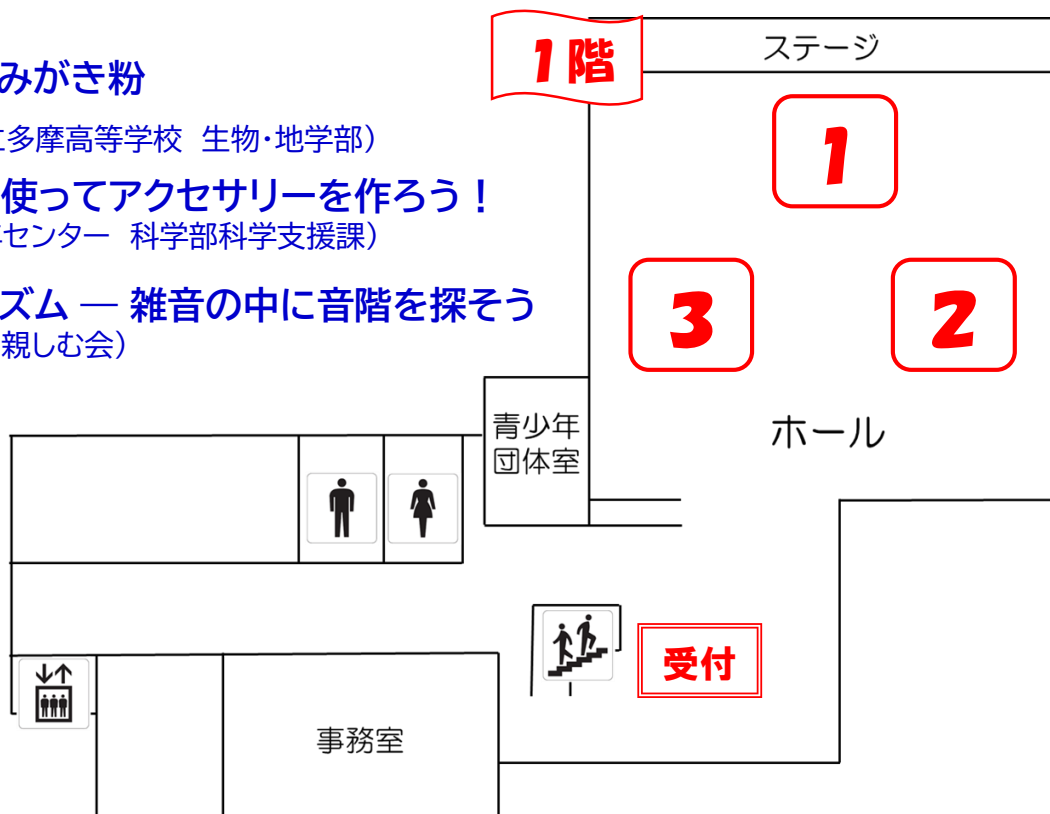 みがき粉
立多摩高等学校 生物・地学部）
使ってアクセサリーを作ろう！
センター 科学部科学支援課）
ズム ― 雑音の中に音階を探そう
親しむ会）
1階
ステージ
1
3
2
ホール
青少年
団体室
受付
事務室